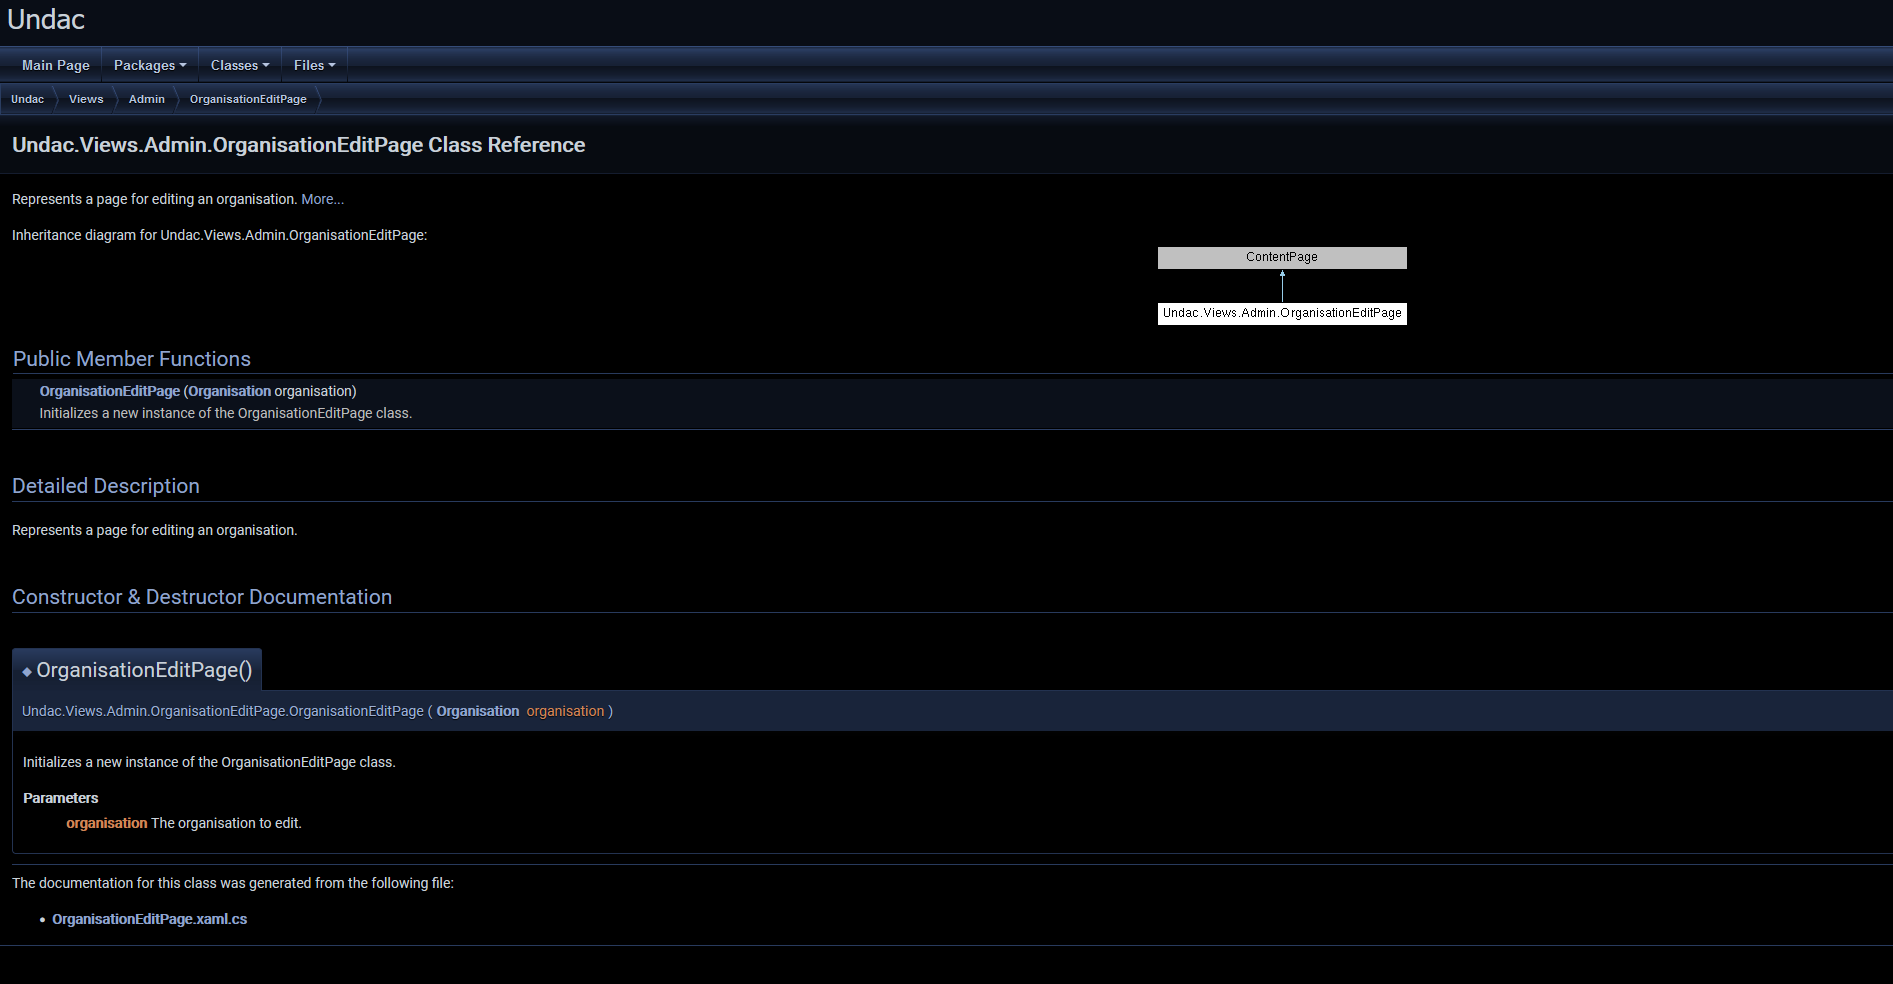 Undac
Main Page Packages Classes Files
Undac Views Admin OrganisationEditPage
Undac.Views.Admin.OrganisationEditPage Class Reference
Represents a page for editing an organisation. More...
Inheritance diagram for Undac.Views.Admin.OrganisationEditPage:
ContentPage
Undac.Views.Admin.OrganisationEditPage
Public Member Functions
OrganisationEditPage (Organisation organisation)
Initializes a new instance of the OrganisationEditPage class.
Detailed Description
Represents a page for editing an organisation.
Constructor & Destructor Documentation
◆ OrganisationEditPage()
Undac.Views.Admin.OrganisationEditPage.OrganisationEditPage ( Organisation organisation )
Initializes a new instance of the OrganisationEditPage class.
Parameters
organisation The organisation to edit.
The documentation for this class was generated from the following file:
• OrganisationEditPage.xaml.cs